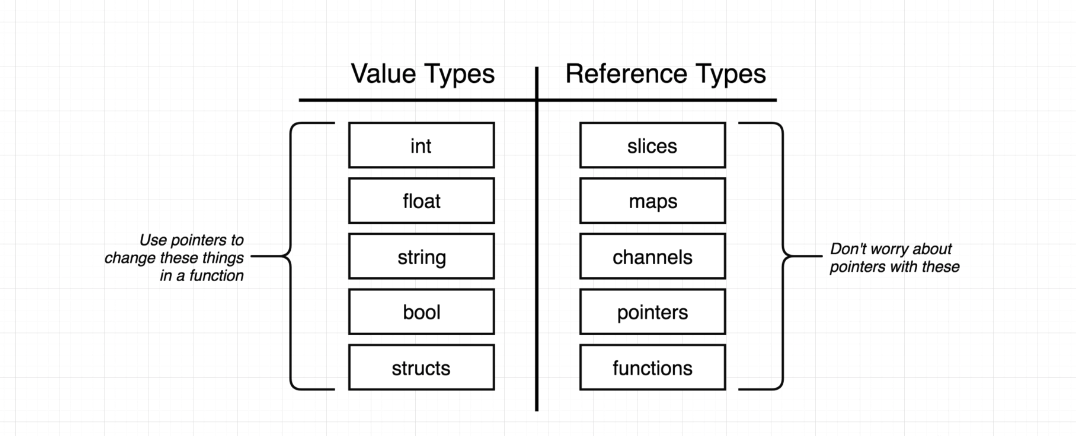 Value Types
Reference Types
int
slices
float
maps
Use pointers to
change these things
in a function
string
channels
Don't worry about
pointers with these
bool
pointers
structs
functions